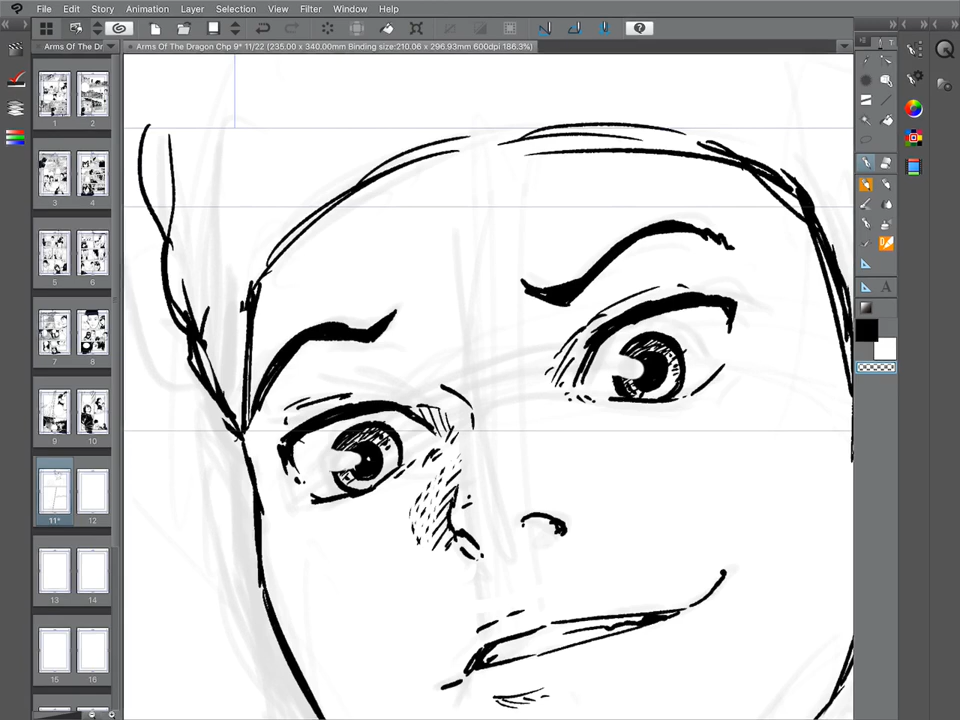 File Edit Story Animation Layer Selection View Filter Window Help
Arms Of The Dr
Arms Of The Dragon Chp 9* 11/22 (235.00 x 340.00mm Binding size:210.06 x 296.93mm 600dpi 186.3%)
1 2
3 4
5 6
7 8
9 10
11* 12
13 14
15 16
T
A